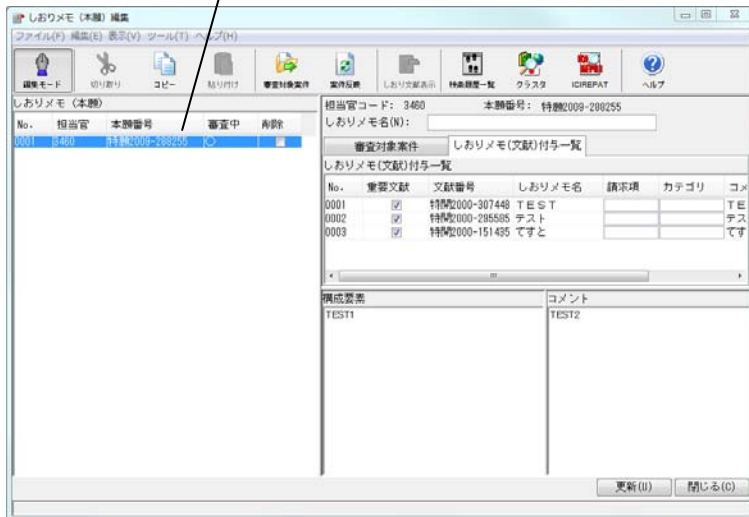 しおりメモ（本願）編集
ファイル(F) 編集(E) 表示(V) ツール(T) ヘルプ(H)
編集モード 切り取り コピー 貼り付け 審査対象案件 案件反映 しおり文献表示 特曲履歴一覧 クラスタ ICIREPAT ヘルプ
しおりメモ（本願）
No. 担当官 本願番号 審査中 削除
0001 3460 特願2009-288255 ○
担当官コード: 3460 本願番号: 特願2009-288255
しおりメモ名(N):
審査対象案件 しおりメモ(文献)付与一覧
しおりメモ(文献)付与一覧
No. 重要文献 文献番号 しおりメモ名 請求項 カテゴリ コメ
0001 特開2000-307448 ＴＥＳＴ ＴＥ
0002 特開2000-285585 テスト テス
0003 特開2000-151435 てすと てす
構成要素 コメント
TEST1 TEST2
更新(U) 閉じる(C)